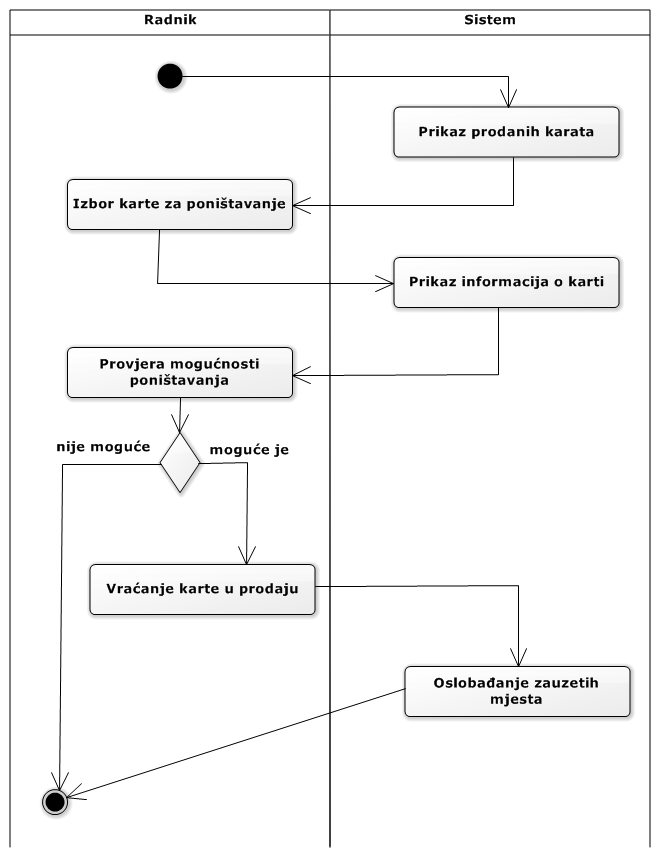 Radnik
Sistem
Prikaz prodanih karata
Izbor karte za poništavanje
Prikaz informacija o karti
Provjera mogućnosti
poništavanja
nije moguće
moguće je
Vraćanje karte u prodaju
Oslobađanje zauzetih
mjesta